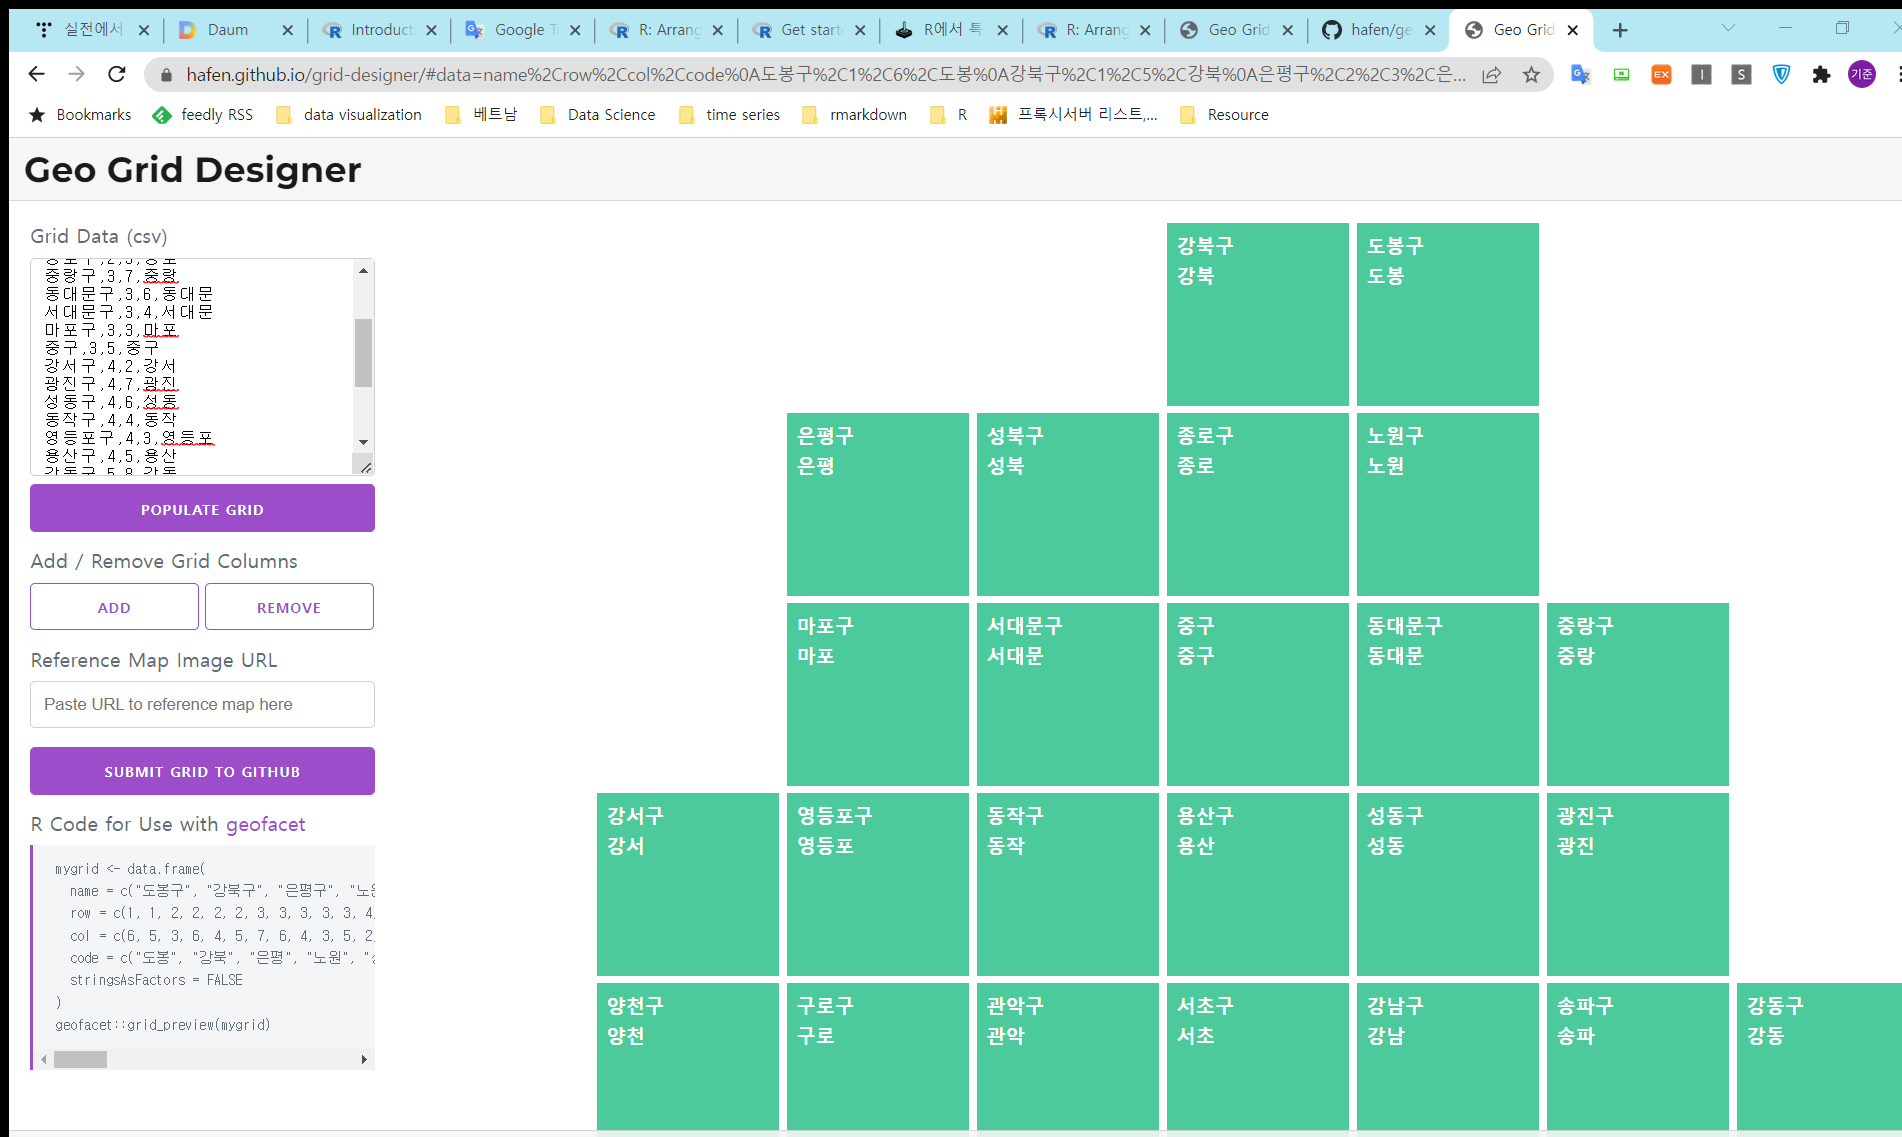 실전에서
Daum
Introduct
Google T
R: Arrang
Get start
R에서 특
R: Arrang
Geo Grid
hafen/ge
Geo Grid
hafen.github.io/grid-designer/#data=name%2Crow%2Ccol%2Ccode%0A도봉구%2C1%2C6%2C도봉%0A강북구%2C1%2C5%2C강북%0A은평구%2C2%2C3%2C은...
EX
I
S
기준
Bookmarks
feedly RSS
data visualization
베트남
Data Science
time series
rmarkdown
R
프록시서버 리스트,...
Resource
Geo Grid Designer
Grid Data (csv)
종로구,2,5,종로
중랑구,3,7,중랑
동대문구,3,6,동대문
서대문구,3,4,서대문
마포구,3,3,마포
중구,3,5,중구
강서구,4,2,강서
광진구,4,7,광진
성동구,4,6,성동
동작구,4,4,동작
영등포구,4,3,영등포
용산구,4,5,용산
강동구,5,8,강동
POPULATE GRID
Add / Remove Grid Columns
ADD
REMOVE
Reference Map Image URL
Paste URL to reference map here
SUBMIT GRID TO GITHUB
R Code for Use with geofacet
mygrid <- data.frame(
name = c("도봉구", "강북구", "은평구", "노원
row = c(1, 1, 2, 2, 2, 2, 3, 3, 3, 3, 3, 4,
col = c(6, 5, 3, 6, 4, 5, 7, 6, 4, 3, 5, 2,
code = c("도봉", "강북", "은평", "노원", "
stringsAsFactors = FALSE
)
geofacet::grid_preview(mygrid)
강북구
강북
도봉구
도봉
은평구
은평
성북구
성북
종로구
종로
노원구
노원
마포구
마포
서대문구
서대문
중구
중구
동대문구
동대문
중랑구
중랑
강서구
강서
영등포구
영등포
동작구
동작
용산구
용산
성동구
성동
광진구
광진
양천구
양천
구로구
구로
관악구
관악
서초구
서초
강남구
강남
송파구
송파
강동구
강동